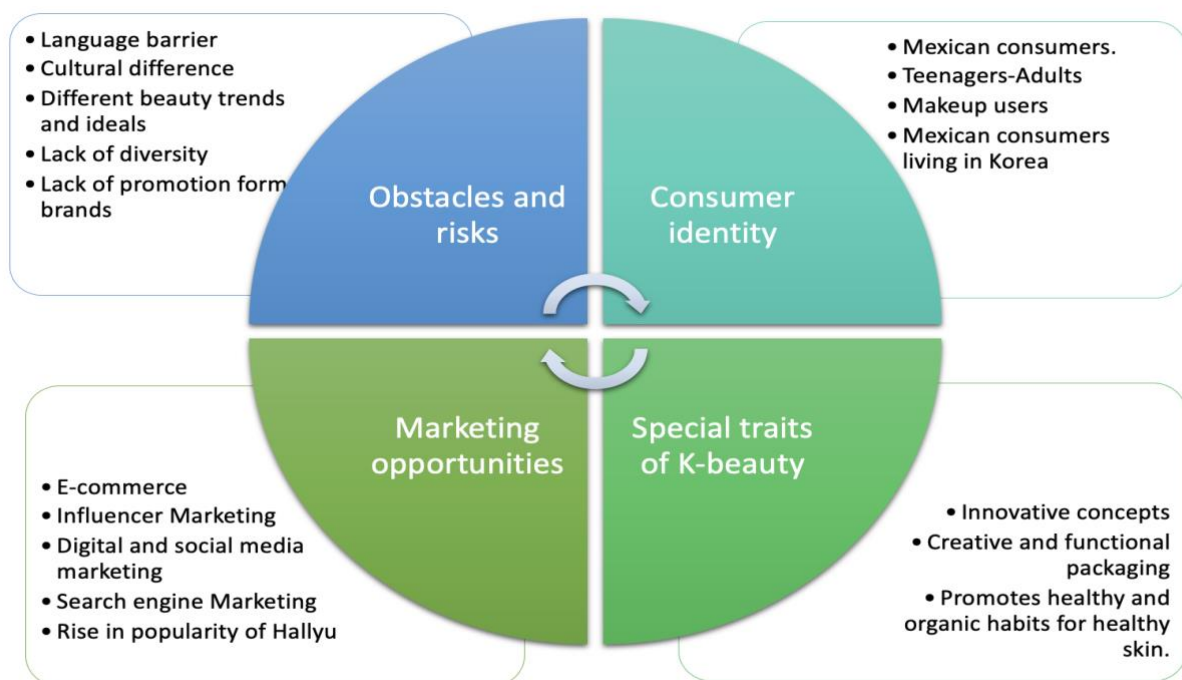 • Language barrier
• Cultural difference
• Different beauty trends
and ideals
• Lack of diversity
• Lack of promotion form
brands
Obstacles and
risks
• Mexican consumers.
• Teenagers-Adults
• Makeup users
• Mexican consumers
living in Korea
Consumer
identity
• E-commerce
• Influencer Marketing
• Digital and social media
marketing
• Search engine Marketing
• Rise in popularity of Hallyu
Marketing
opportunities
Special traits
of K-beauty
• Innovative concepts
• Creative and functional
packaging
• Promotes healthy and
organic habits for healthy
skin.